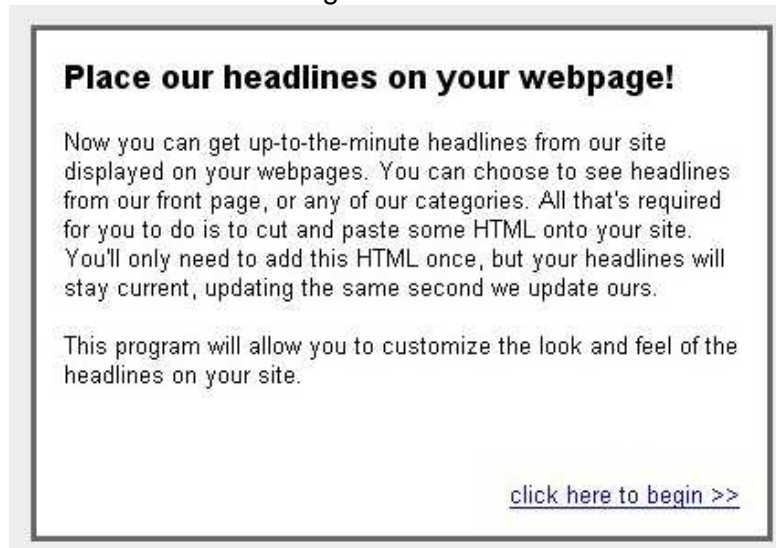 Place our headlines on your webpage!
Now you can get up-to-the-minute headlines from our site
displayed on your webpages. You can choose to see headlines
from our front page, or any of our categories. All that's required
for you to do is to cut and paste some HTML onto your site.
You'll only need to add this HTML once, but your headlines will
stay current, updating the same second we update ours.
This program will allow you to customize the look and feel of the
headlines on your site.
click here to begin >>